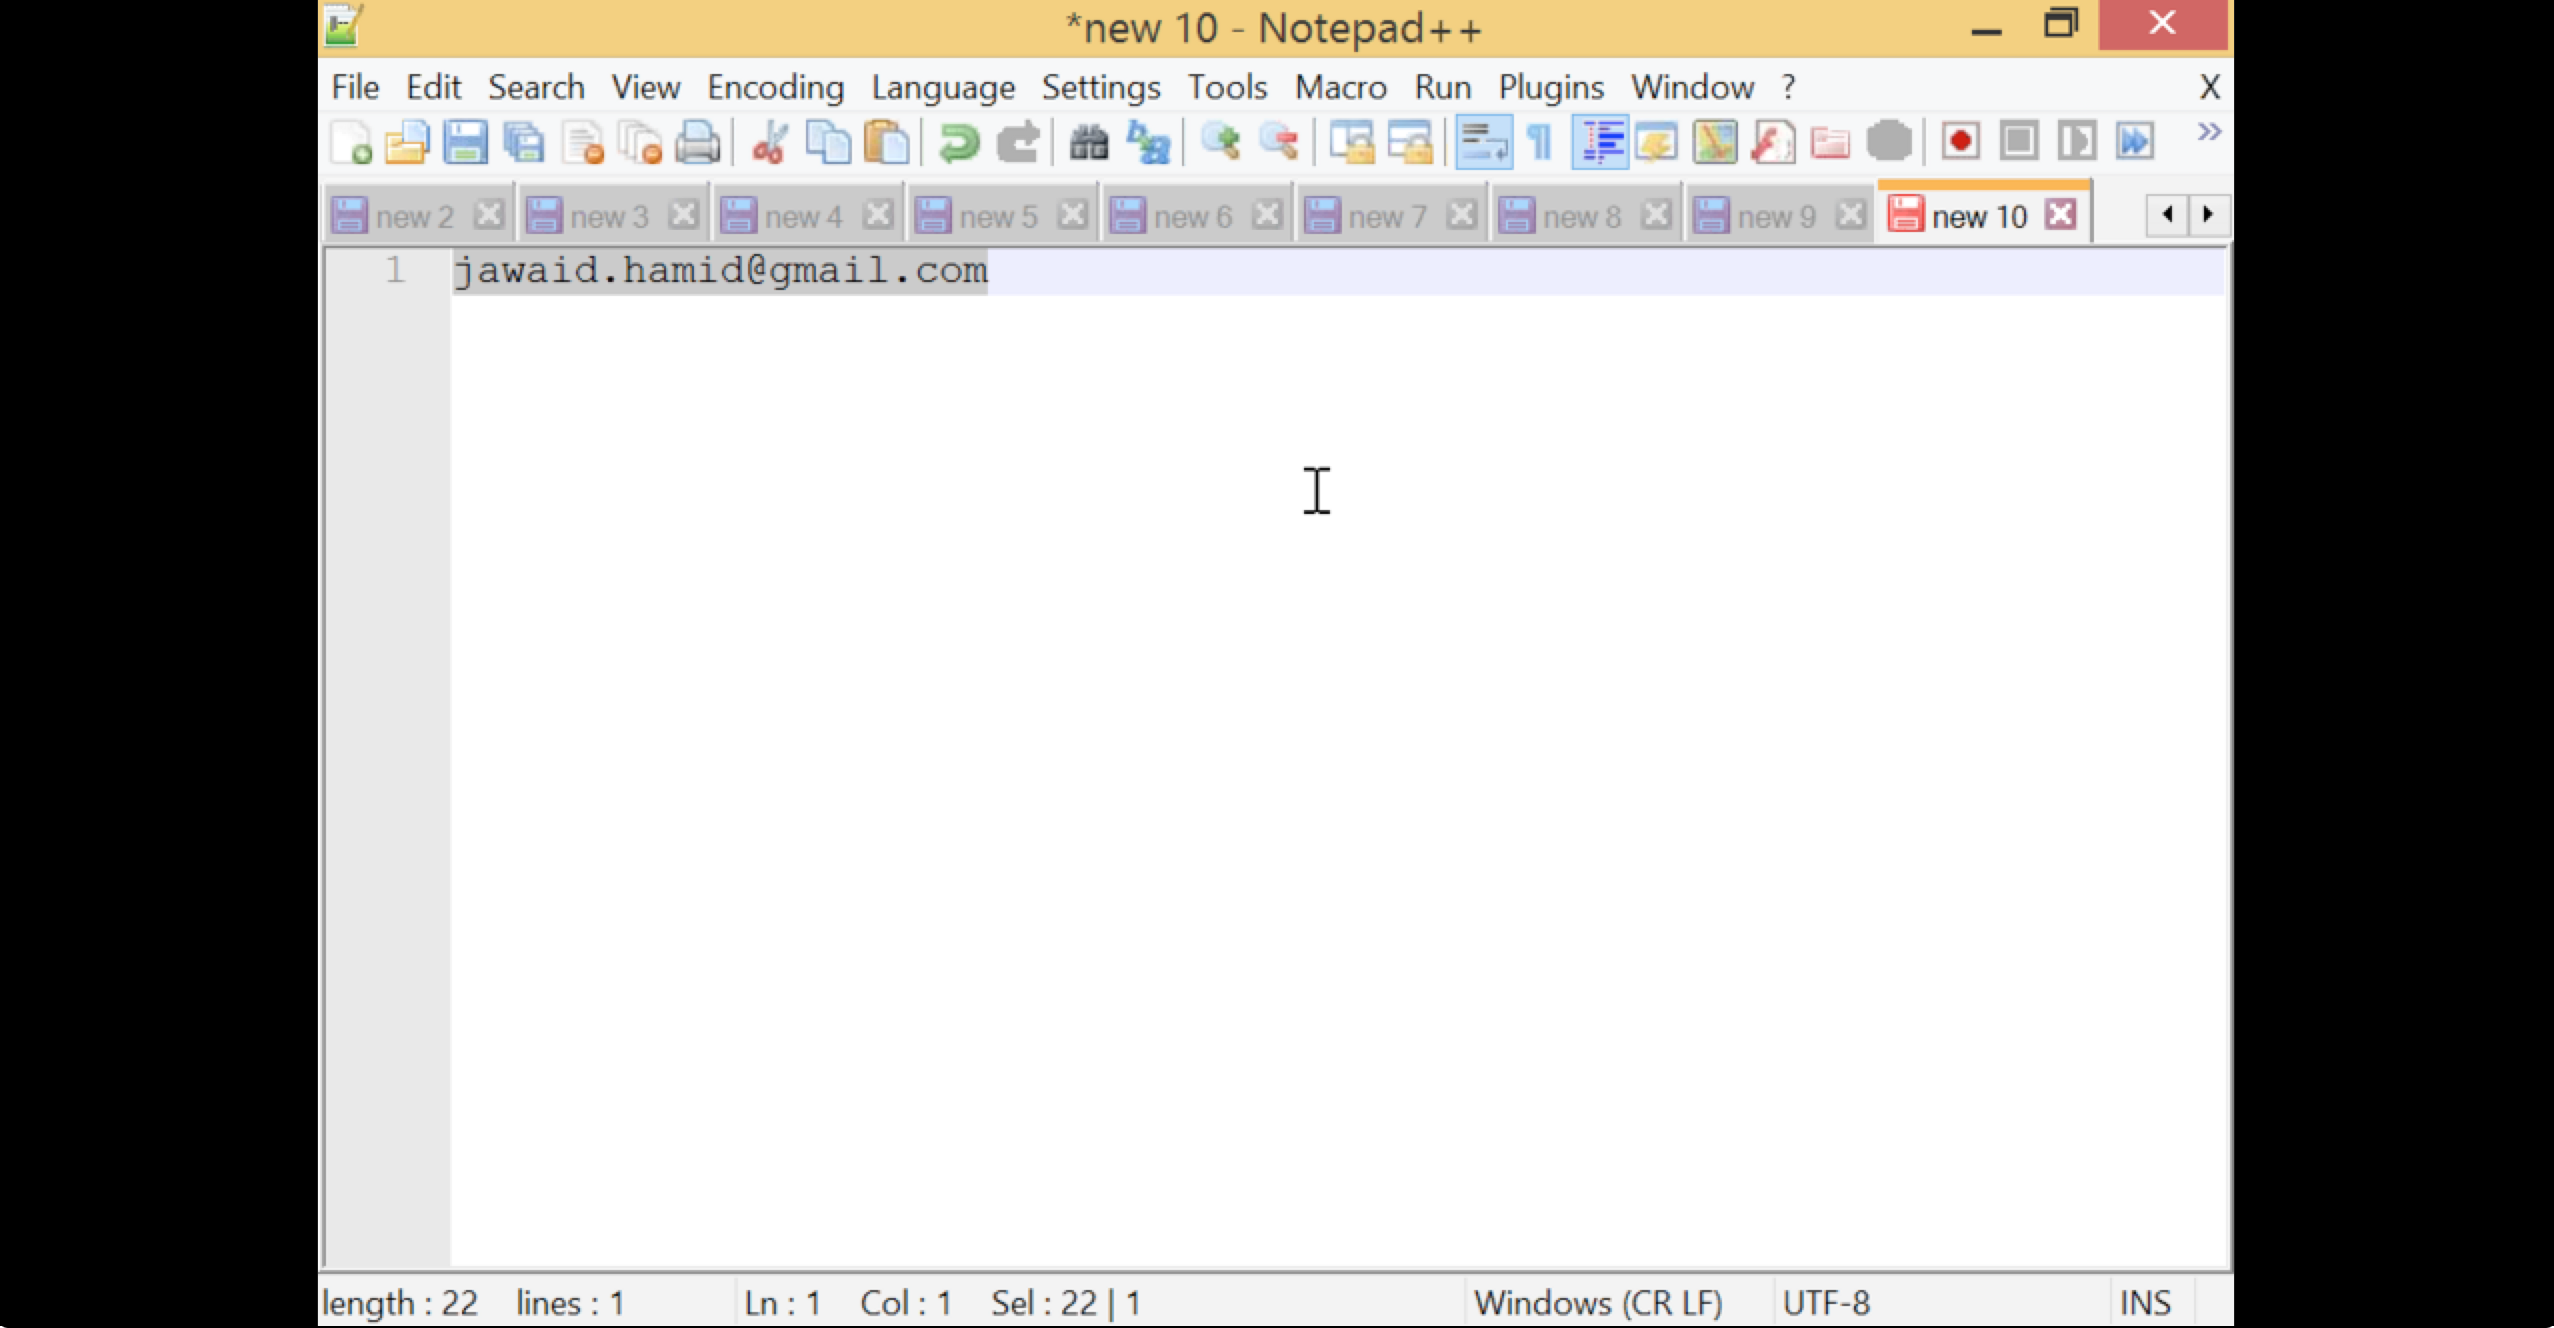 *new 10 - Notepad++
File Edit Search View Encoding Language Settings Tools Macro Run Plugins Window ? X
new 2 new 3 new 4 new 5 new 6 new 7 new 8 new 9 new 10
1 jawaid.hamid@gmail.com
length : 22 lines : 1 Ln : 1 Col : 1 Sel : 22 | 1 Windows (CR LF) UTF-8 INS